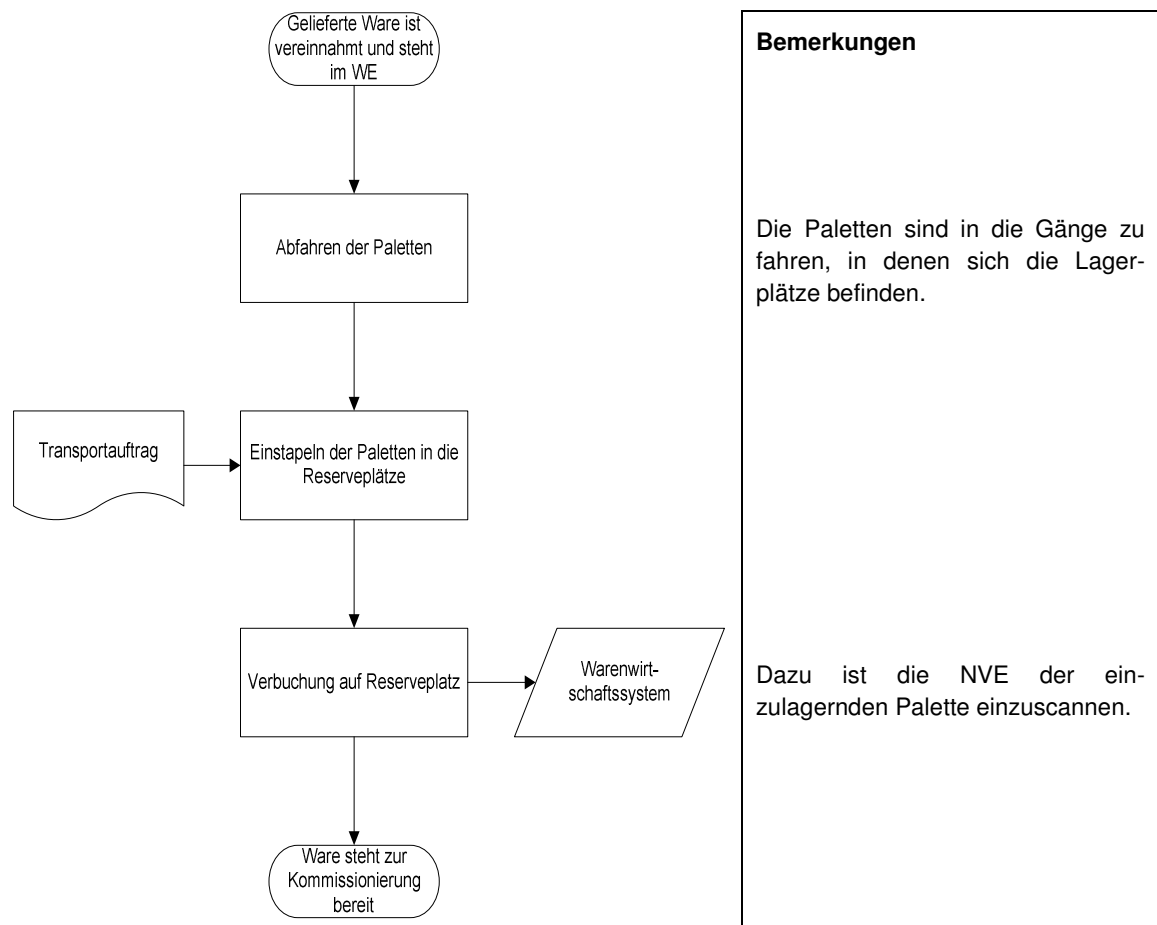 Gelieferte Ware ist
vereinnahmt und steht
im WE
Bemerkungen
Abfahren der Paletten
Die Paletten sind in die Gänge zu
fahren, in denen sich die Lager-
plätze befinden.
Transportauftrag
Einstapeln der Paletten in die
Reserveplätze
Verbuchung auf Reserveplatz
Warenwirt-
schaftssystem
Dazu ist die NVE der ein-
zulagernden Palette einzuscannen.
Ware steht zur
Kommissionierung
bereit